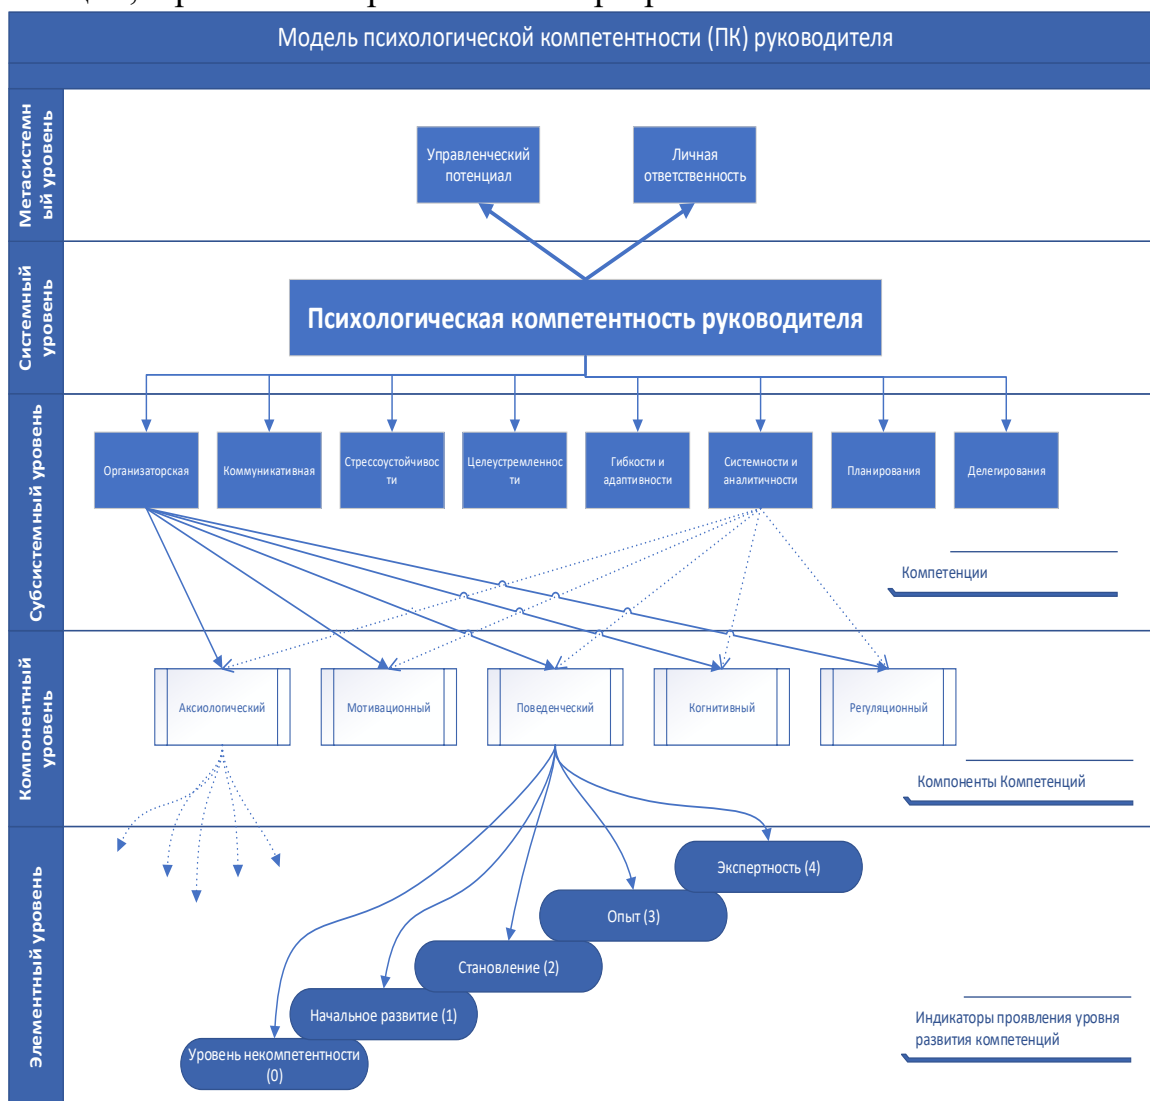 Модель психологической компетентности (ПК) руководителя
Метасистемн
ый уровень
Управленческий
потенциал
Личная
ответственность
Системный
уровень
Психологическая компетентность руководителя
Субсистемный уровень
Организаторская
Коммуникативная
Стрессоустойчивос
ти
Целеустремленнос
ти
Гибкости и
адаптивности
Системности и
аналитичности
Планирования
Делегирования
Компетенции
Компонентный
уровень
Аксиологический
Мотивационный
Поведенческий
Когнитивный
Регуляционный
Компоненты Компетенций
Элементный уровень
Экспертность (4)
Опыт (3)
Становление (2)
Начальное развитие (1)
Уровень некомпетентности
(0)
Индикаторы проявления уровня
развития компетенций